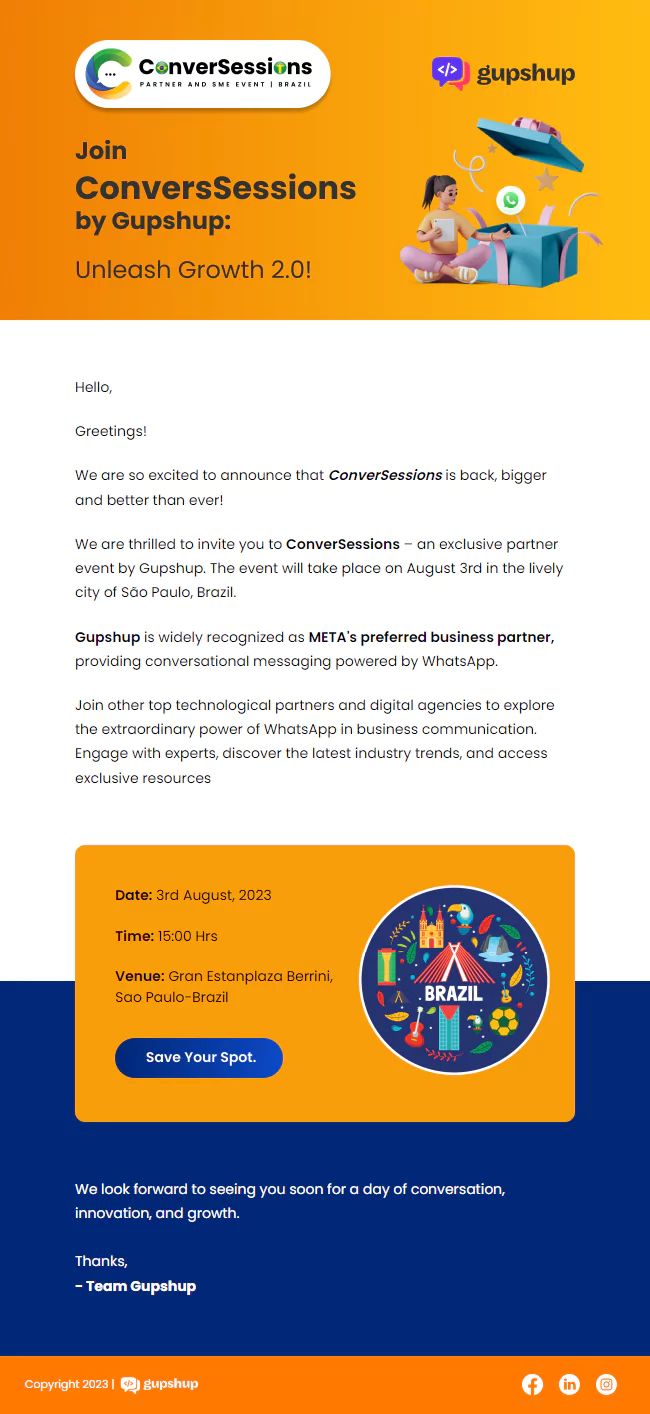 ConverSessions
PARTNER AND SME EVENT | BRAZIL
</> gupshup
Join
ConversSessions
by Gupshup:
Unleash Growth 2.0!
Hello,
Greetings!
We are so excited to announce that ConverSessions is back, bigger
and better than ever!
We are thrilled to invite you to ConverSessions – an exclusive partner
event by Gupshup. The event will take place on August 3rd in the lively
city of São Paulo, Brazil.
Gupshup is widely recognized as META's preferred business partner,
providing conversational messaging powered by WhatsApp.
Join other top technological partners and digital agencies to explore
the extraordinary power of WhatsApp in business communication.
Engage with experts, discover the latest industry trends, and access
exclusive resources
Date: 3rd August, 2023
Time: 15:00 Hrs
Venue: Gran Estanplaza Berrini,
Sao Paulo-Brazil
BRAZIL
Save Your Spot.
We look forward to seeing you soon for a day of conversation,
innovation, and growth.
Thanks,
- Team Gupshup
Copyright 2023 | </> gupshup